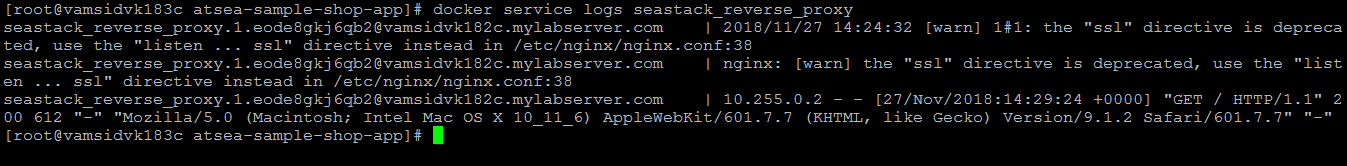 [root@vamsidvk183c atsea-sample-shop-app]# docker service logs seastack_reverse_proxy
seastack_reverse_proxy.1.eode8gkj6qb2@vamsidvk182c.mylabserver.com    | 2018/11/27 14:24:32 [warn] 1#1: the "ssl" directive is depreca
ted, use the "listen ... ssl" directive instead in /etc/nginx/nginx.conf:38
seastack_reverse_proxy.1.eode8gkj6qb2@vamsidvk182c.mylabserver.com    | nginx: [warn] the "ssl" directive is deprecated, use the "list
en ... ssl" directive instead in /etc/nginx/nginx.conf:38
seastack_reverse_proxy.1.eode8gkj6qb2@vamsidvk182c.mylabserver.com    | 10.255.0.2 - - [27/Nov/2018:14:29:24 +0000] "GET / HTTP/1.1" 2
00 612 "-" "Mozilla/5.0 (Macintosh; Intel Mac OS X 10_11_6) AppleWebKit/601.7.7 (KHTML, like Gecko) Version/9.1.2 Safari/601.7.7" "-"
[root@vamsidvk183c atsea-sample-shop-app]#